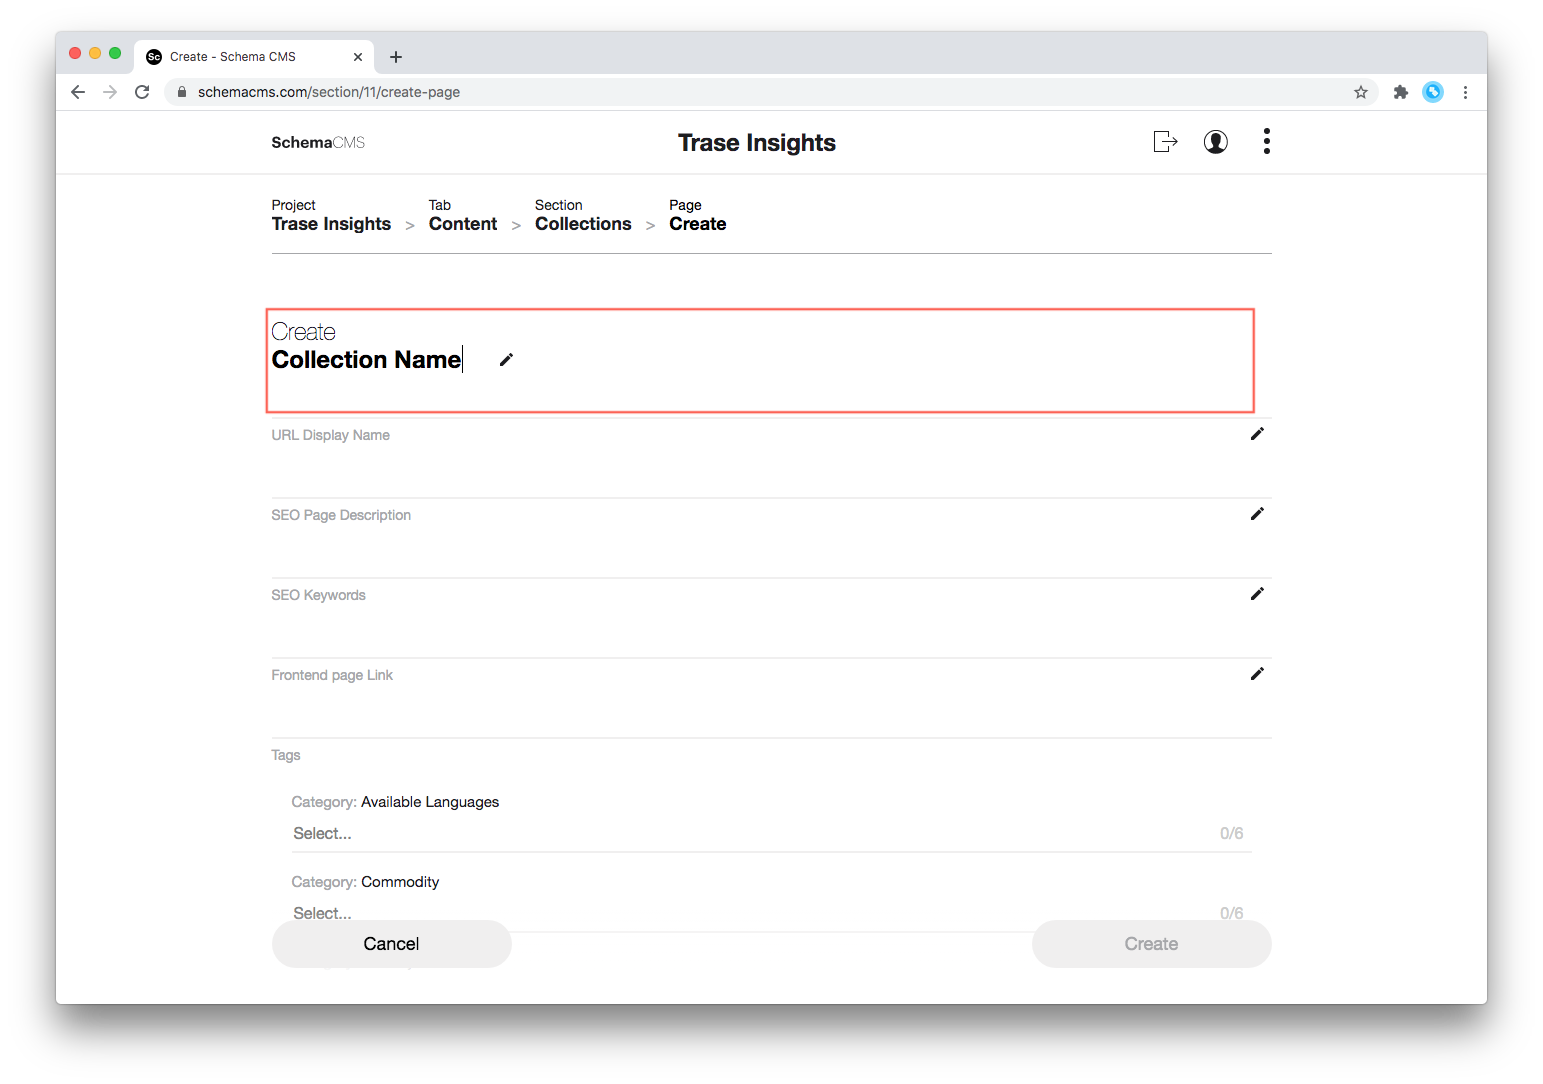 Sc Create - Schema CMS
schemacms.com/section/11/create-page
SchemaCMS Trase Insights
Project Tab Section Page
Trase Insights > Content > Collections > Create
Create
Collection Name
URL Display Name
SEO Page Description
SEO Keywords
Frontend page Link
Tags
Category: Available Languages
Select... 0/6
Category: Commodity
Select... 0/6
Cancel Create